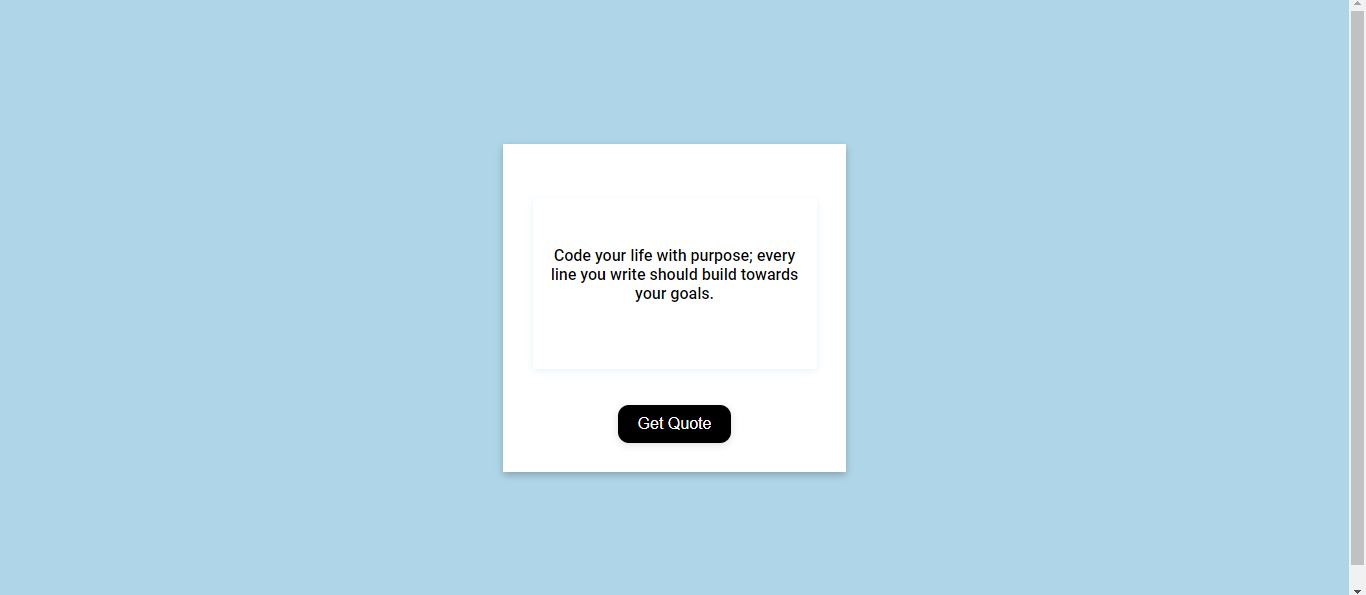 Code your life with purpose; every
line you write should build towards
your goals.
Get Quote